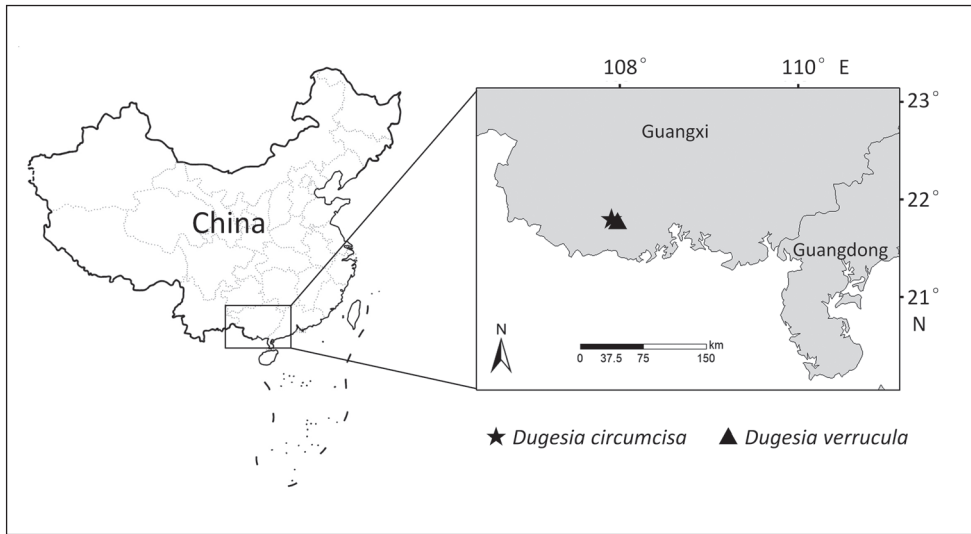 108° 110° E
23°
Guangxi
22°
China
Guangdong
21°
N
N
km
0 37.5 75 150
★ Dugesia circumcisa ▲ Dugesia verrucula